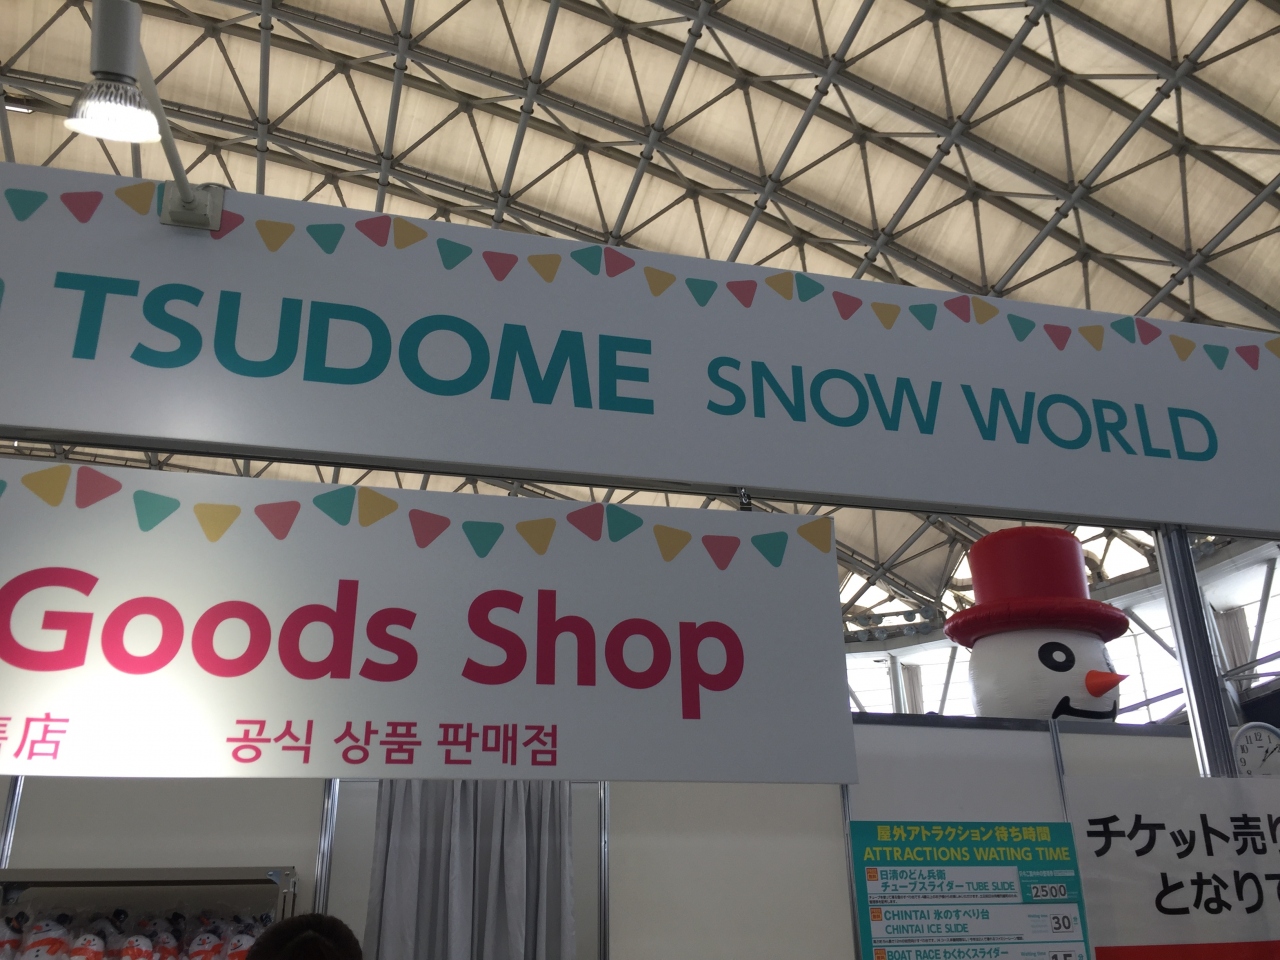 TSUDOME SNOW WORLD
Goods Shop
售店
공식 상품 판매점
屋外アトラクション待ち時間
ATTRACTIONS WATING TIME
日清のどん兵衛
チューブスライダー TUBE SLIDE
2500
CHINTAI 氷のすべり台
CHINTAI ICE SLIDE
30
BOAT RACE わくわくスライダー
15
チケット売り
となりで